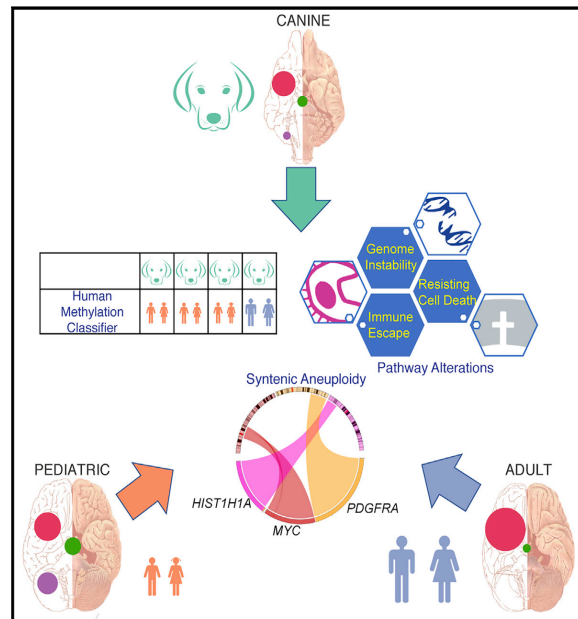 CANINE
Genome
Instability
Resisting
Cell Death
Immune
Escape
Human
Methylation
Classifier
Pathway Alterations
Syntenic Aneuploidy
PEDIATRIC
ADULT
HIST1H1A
MYC
PDGFRA